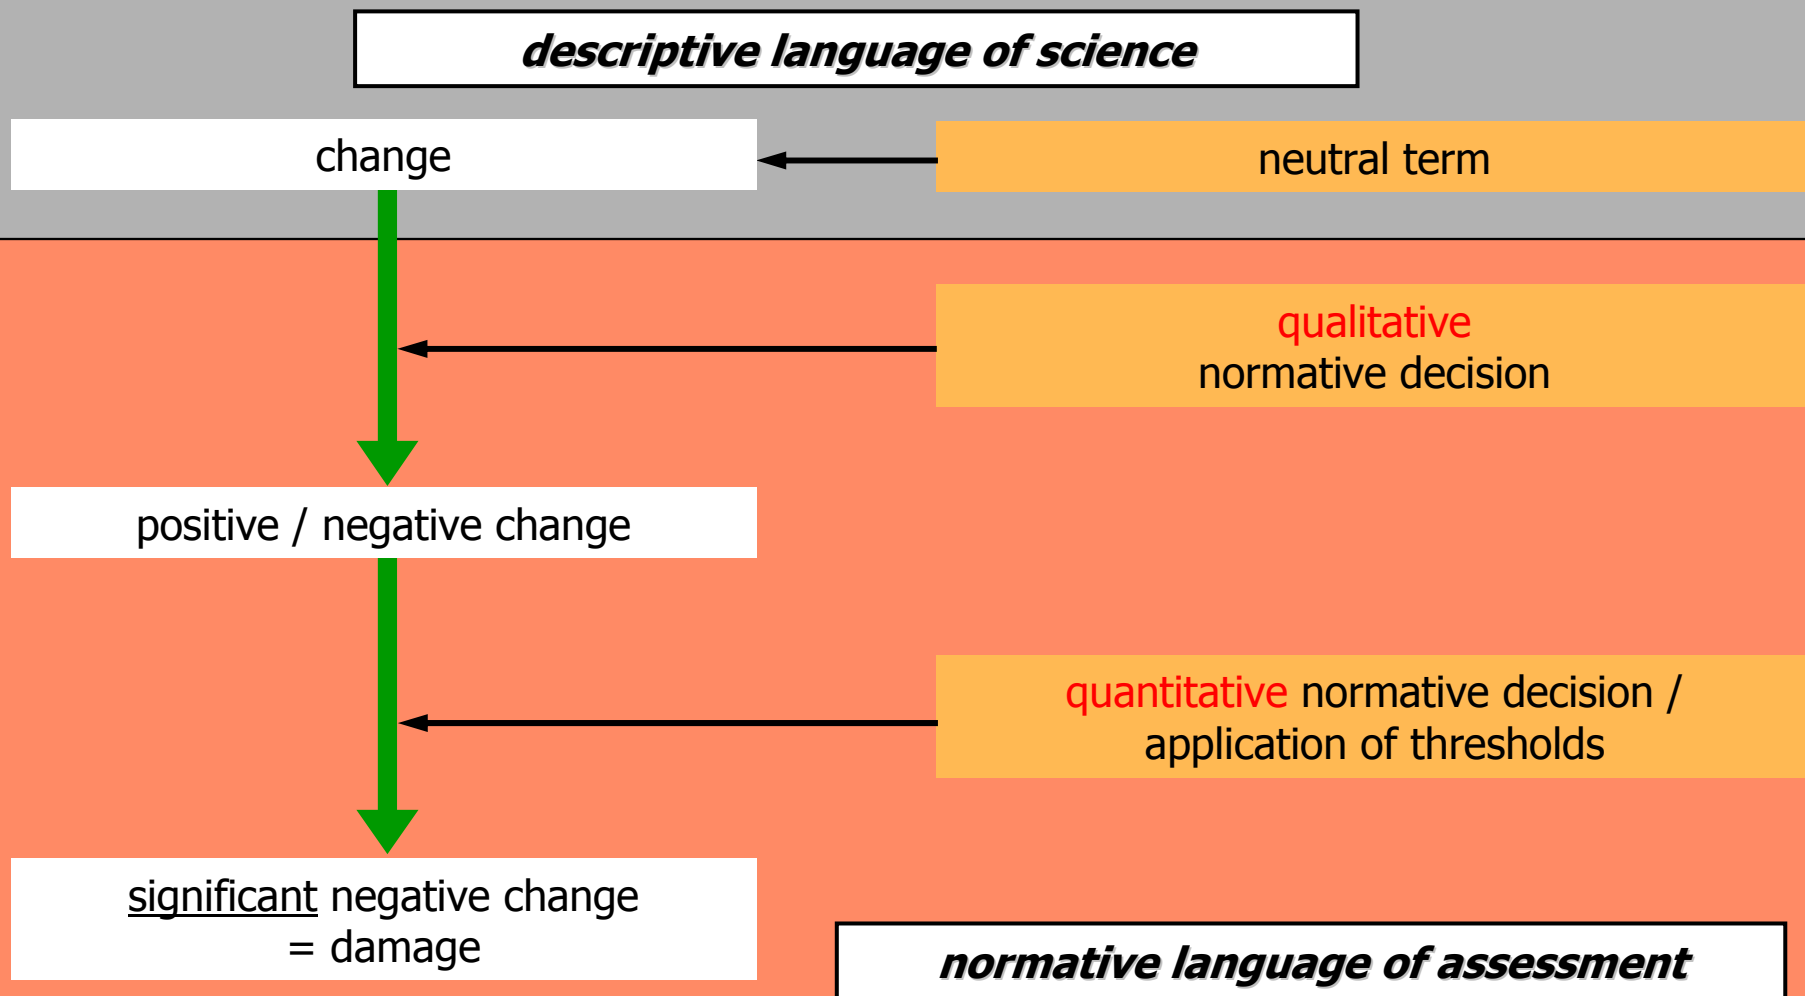 descriptive language of science
change
neutral term
qualitative
normative decision
positive / negative change
quantitative normative decision /
application of thresholds
significant negative change
= damage
normative language of assessment